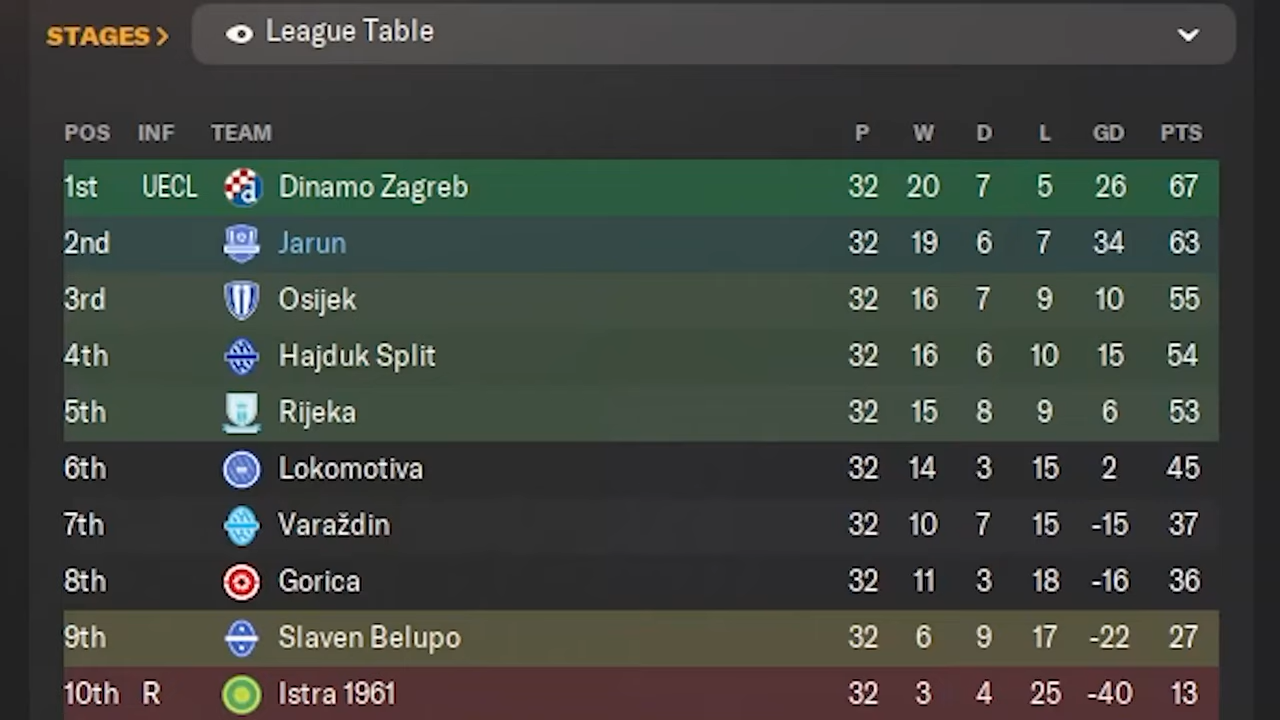 STAGES > League Table
POS INF TEAM P W D L GD PTS
1st UECL Dinamo Zagreb 32 20 7 5 26 67
2nd Jarun 32 19 6 7 34 63
3rd Osijek 32 16 7 9 10 55
4th Hajduk Split 32 16 6 10 15 54
5th Rijeka 32 15 8 9 6 53
6th Lokomotiva 32 14 3 15 2 45
7th Varaždin 32 10 7 15 -15 37
8th Gorica 32 11 3 18 -16 36
9th Slaven Belupo 32 6 9 17 -22 27
10th R Istra 1961 32 3 4 25 -40 13